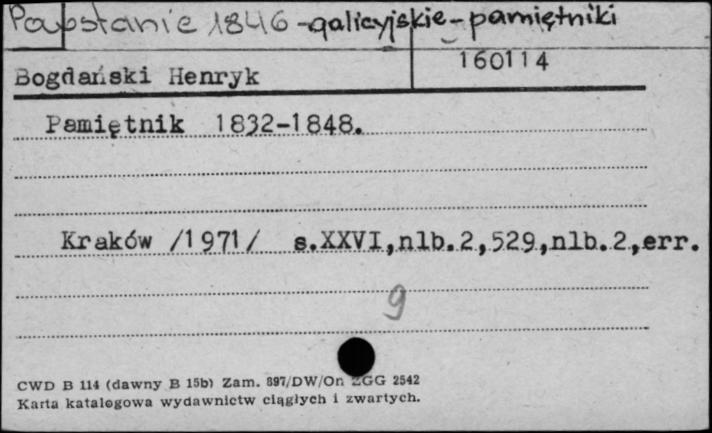 Powstanie 1846 - galicyjskie - pamiętniki
Bogdański Henryk
160114
Pamiętnik 1832-1848.
Kraków /1971/ s.XXVI,nlb.2,529,nlb.2,err.
9
CWD B 114 (dawny B 15b) Zam. 897/DW/On ZGG 2542
Karta katalogowa wydawnictw ciągłych i zwartych.